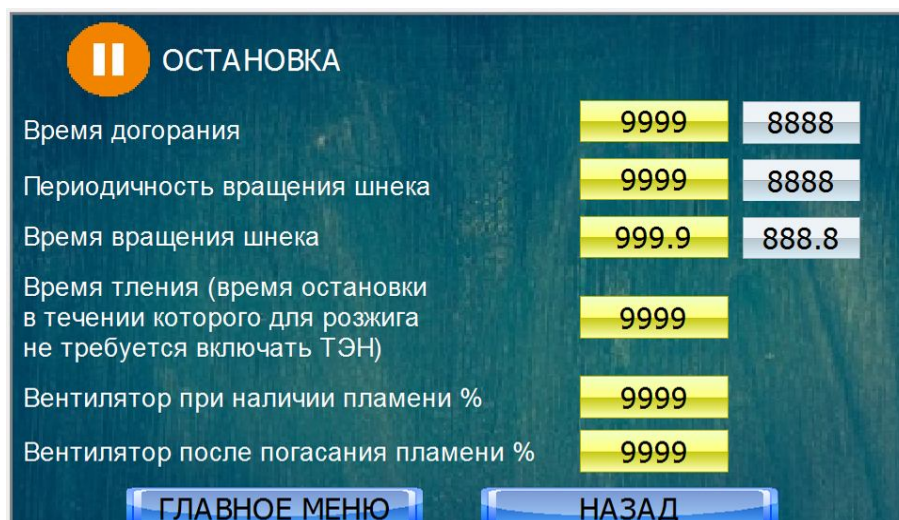 ОСТАНОВКА
Время догорания 9999 8888
Периодичность вращения шнека 9999 8888
Время вращения шнека 999.9 888.8
Время тления (время остановки
в течении которого для розжига 9999
не требуется включать ТЭН)
Вентилятор при наличии пламени % 9999
Вентилятор после погасания пламени % 9999
ГЛАВНОЕ МЕНЮ НАЗАД